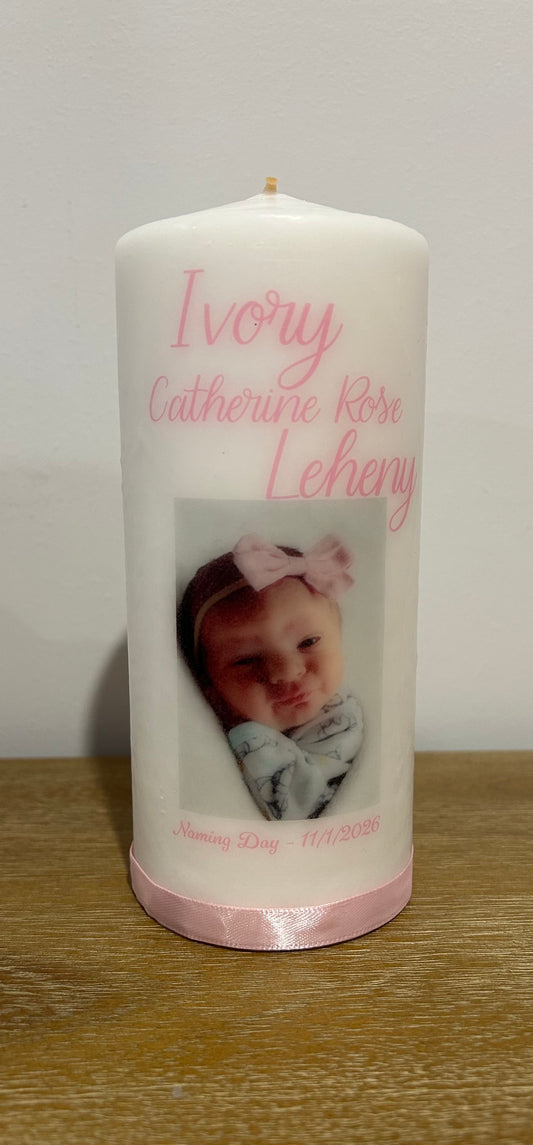 Ivory
Catherine Rose
Leheny
Naming Day - 11/1/2026